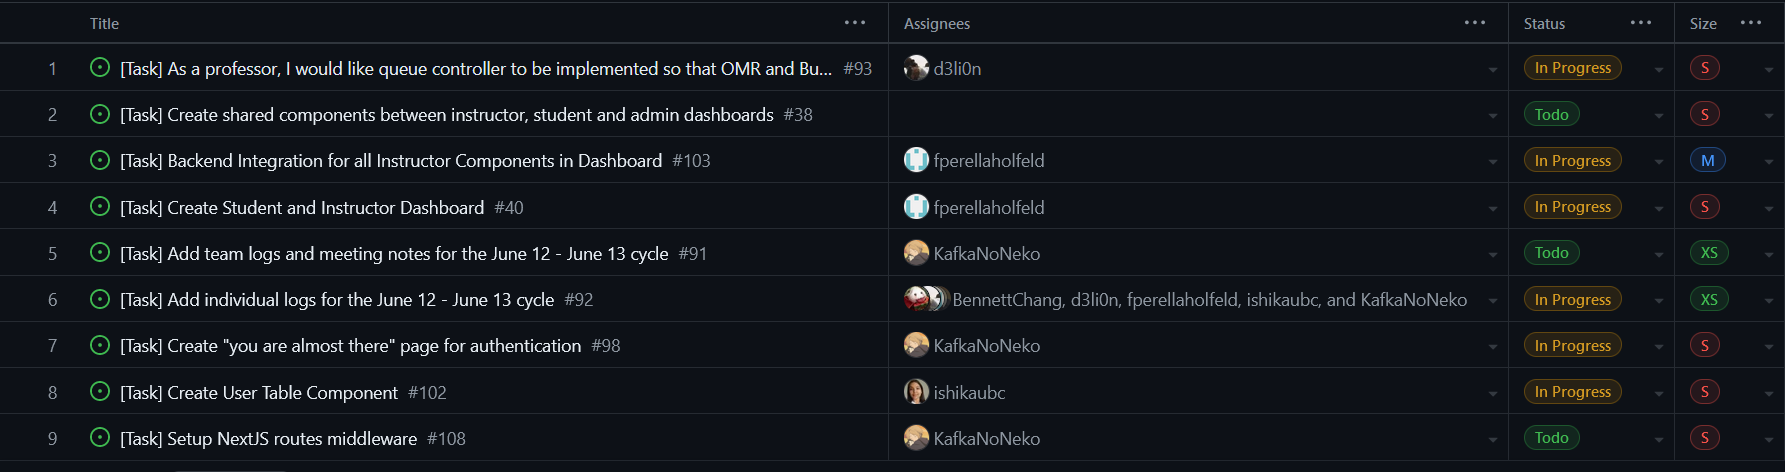 Title ... Assignees ... Status ... Size ...
1 [Task] As a professor, I would like queue controller to be implemented so that OMR and Bu... #93 d3li0n In Progress S
2 [Task] Create shared components between instructor, student and admin dashboards #38 Todo S
3 [Task] Backend Integration for all Instructor Components in Dashboard #103 fperellaholfeld In Progress M
4 [Task] Create Student and Instructor Dashboard #40 fperellaholfeld In Progress S
5 [Task] Add team logs and meeting notes for the June 12 - June 13 cycle #91 KafkaNoNeko Todo XS
6 [Task] Add individual logs for the June 12 - June 13 cycle #92 BennettChang, d3li0n, fperellaholfeld, ishikaubc, and KafkaNoNeko In Progress XS
7 [Task] Create "you are almost there" page for authentication #98 KafkaNoNeko In Progress S
8 [Task] Create User Table Component #102 ishikaubc In Progress S
9 [Task] Setup NextJS routes middleware #108 KafkaNoNeko Todo S